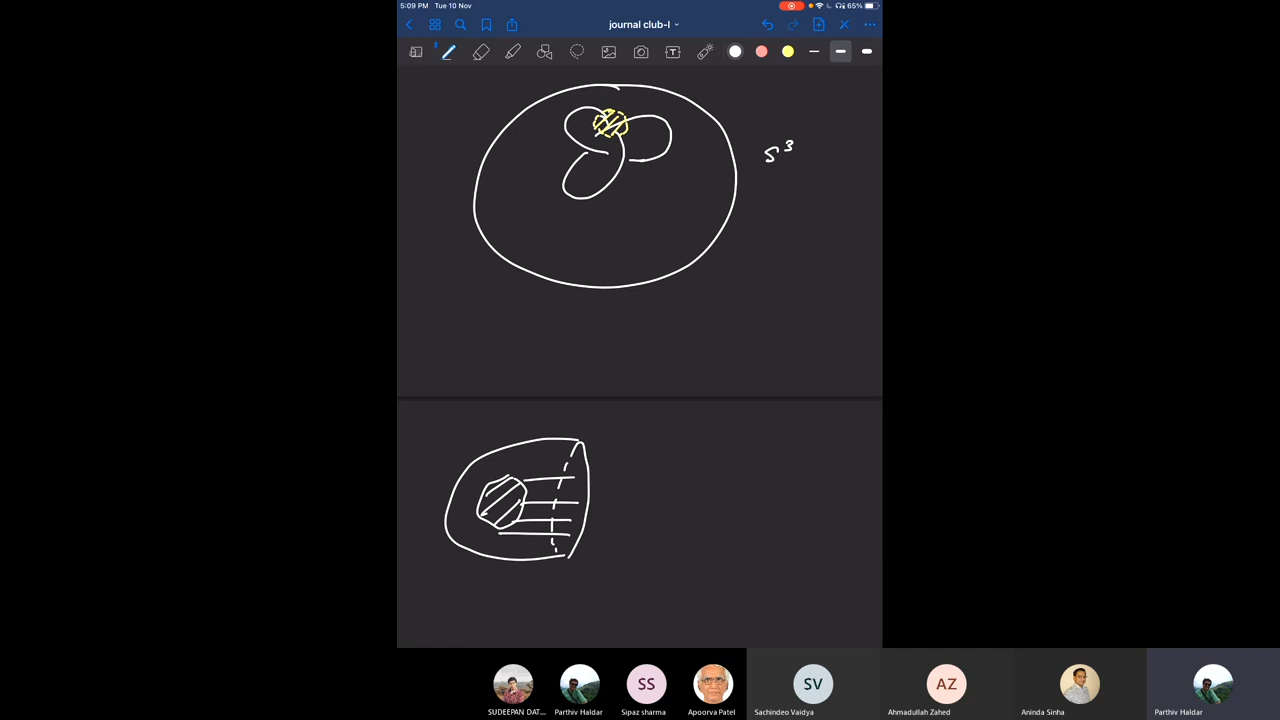 5:09 PM Tue 10 Nov
65%
journal club-I
T
S³
SS
SV
AZ
SUDEEPAN DAT...
Parthiv Haldar
Sipaz sharma
Apoorva Patel
Sachindeo Vaidya
Ahmadullah Zahed
Aninda Sinha
Parthiv Haldar